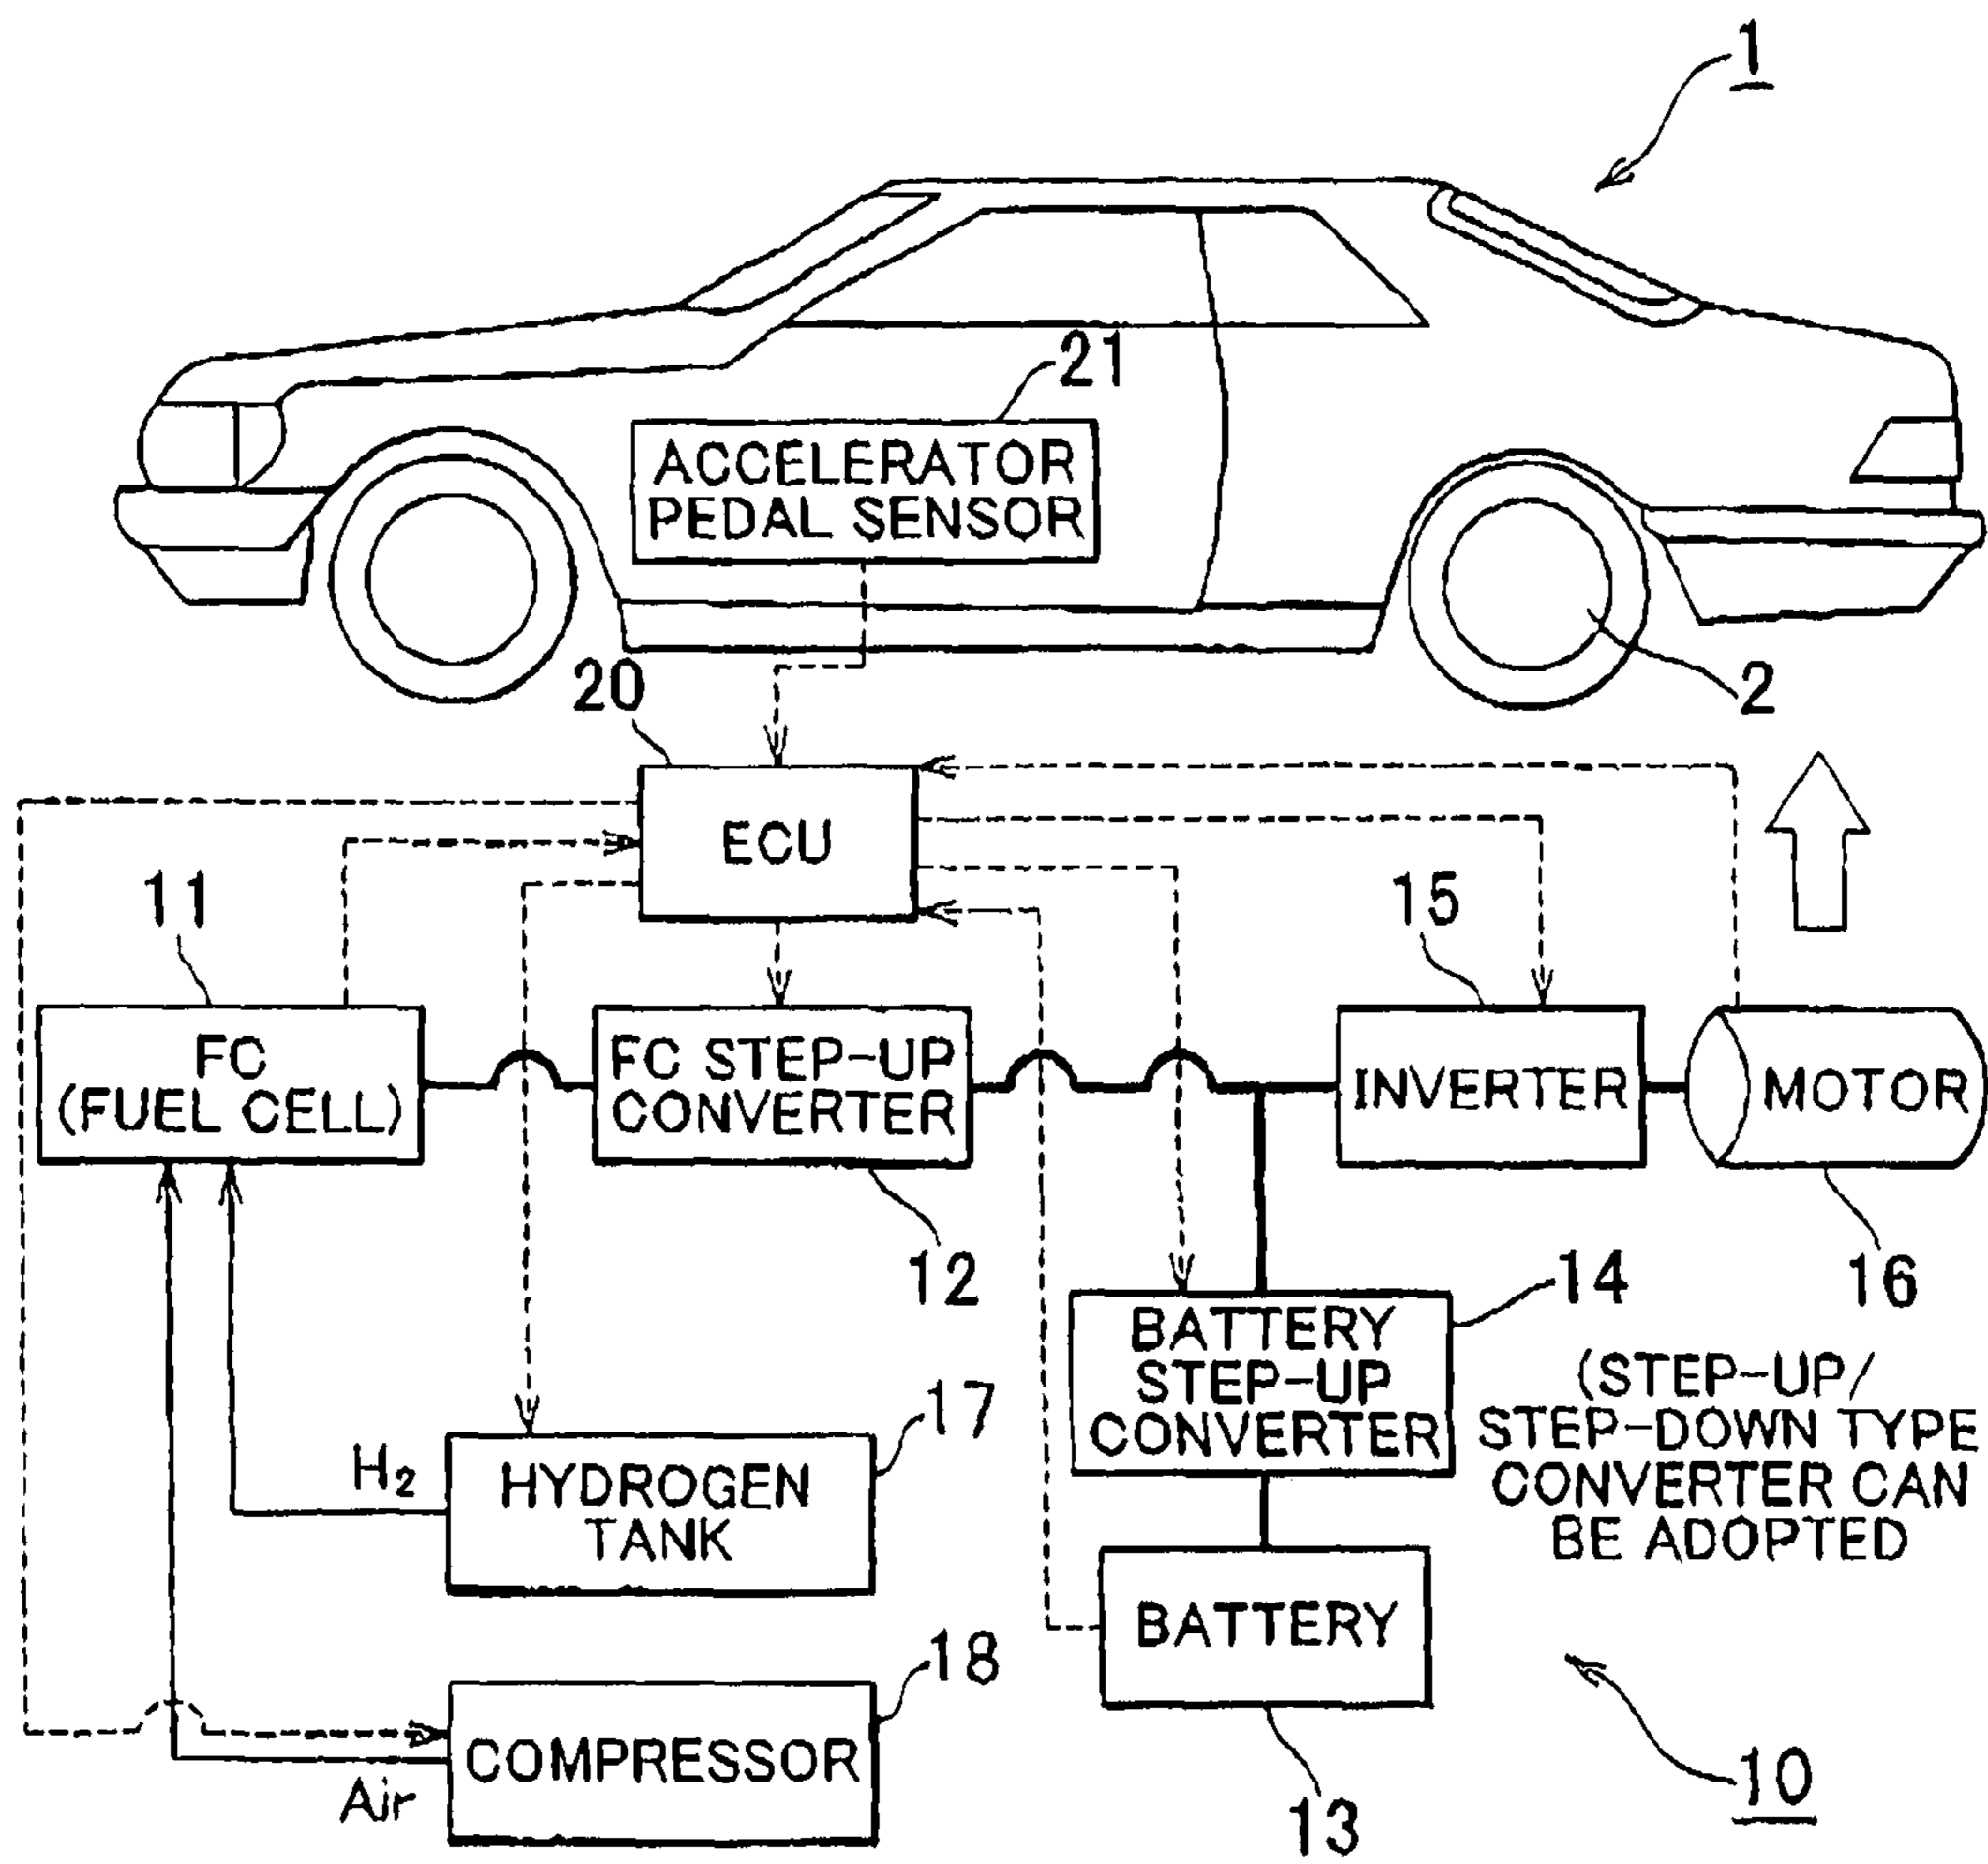 1
21
ACCELERATOR
PEDAL SENSOR
2
20
ECU
11
15
FC
(FUEL CELL)
FC STEP-UP
CONVERTER
INVERTER
MOTOR
12
16
14
BATTERY
STEP-UP
CONVERTER
(STEP-UP/
STEP-DOWN TYPE
CONVERTER CAN
BE ADOPTED
17
H₂
HYDROGEN
TANK
BATTERY
18
COMPRESSOR
Air
13
10